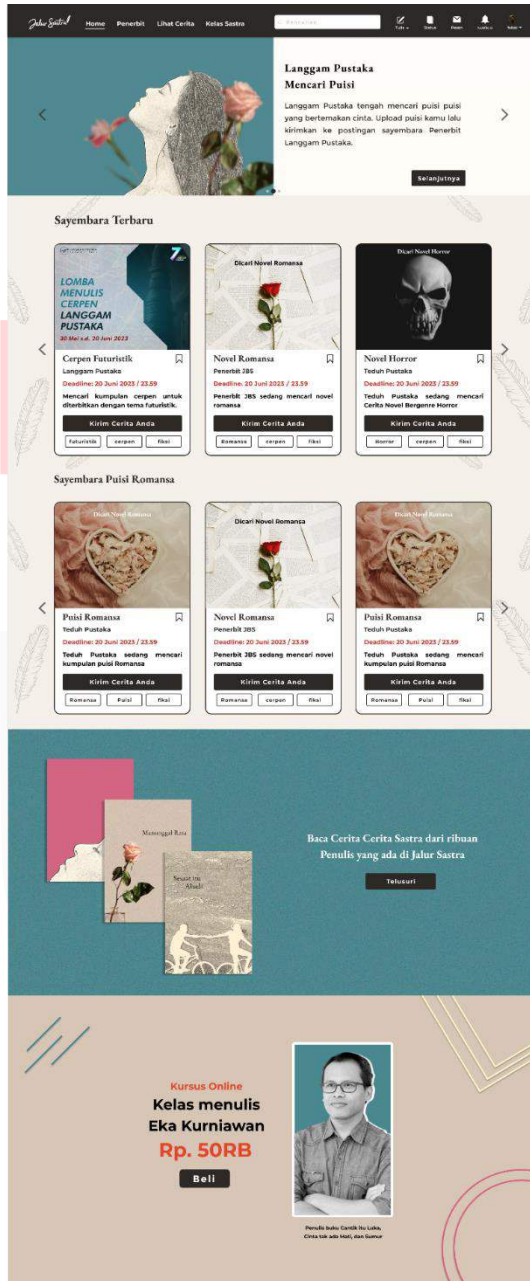 Jalur Sastra
Home Penerbit Lihat Cerita Kelas Sastra
Langgam Pustaka
Mencari Puisi
Langgam Pustaka tengah mencari puisi puisi
yang bertemakan cinta. Upload puisi kamu lalu
kirimkan ke postingan sayembara Penerbit
Langgam Pustaka.
Selanjutnya
Sayembara Terbaru
LOMBA
MENULIS
CERPEN
LANGGAM
PUSTAKA
30 Mei s.d. 20 Juni 2023
Cerpen Futuristik
Langgam Pustaka
Deadline: 20 Juni 2023 / 23.59
Mencari kumpulan cerpen untuk
diterbitkan dengan tema futuristik.
Kirim Cerita Anda
futuristik cerpen fiksi
Dicari Novel Romansa
Novel Romansa
Penerbit JBS
Deadline: 20 Juni 2023 / 23.59
Penerbit JBS sedang mencari novel
romansa
Kirim Cerita Anda
Romansa cerpen fiksi
Dicari Novel Horror
Novel Horror
Teduh Pustaka
Deadline: 20 Juni 2023 / 23.59
Teduh Pustaka sedang mencari
Cerita Novel Bergenre Horror
Kirim Cerita Anda
Horror cerpen fiksi
Sayembara Puisi Romansa
Dicari Novel Romansa
Puisi Romansa
Teduh Pustaka
Deadline: 20 Juni 2023 / 23.59
Teduh Pustaka sedang mencari
kumpulan puisi Romansa
Kirim Cerita Anda
Romansa Puisi fiksi
Dicari Novel Romansa
Novel Romansa
Penerbit JBS
Deadline: 20 Juni 2023 / 23.59
Penerbit JBS sedang mencari novel
romansa
Kirim Cerita Anda
Romansa cerpen fiksi
Dicari Novel Romansa
Puisi Romansa
Teduh Pustaka
Deadline: 20 Juni 2023 / 23.59
Teduh Pustaka sedang mencari
kumpulan puisi Romansa
Kirim Cerita Anda
Romansa Puisi fiksi
Menunggal Rasa
Sesaat itu
Abadi
Baca Cerita Cerita Sastra dari ribuan
Penulis yang ada di Jalur Sastra
Telusuri
Kursus Online
Kelas menulis
Eka Kurniawan
Rp. 50RB
Beli
Penulis buku Cantik itu Luka,
Cinta tak ada Mati, dan Sumur